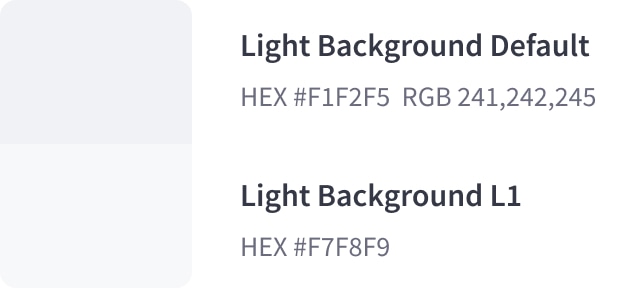 Light Background Default
HEX #F1F2F5  RGB 241,242,245
Light Background L1
HEX #F7F8F9